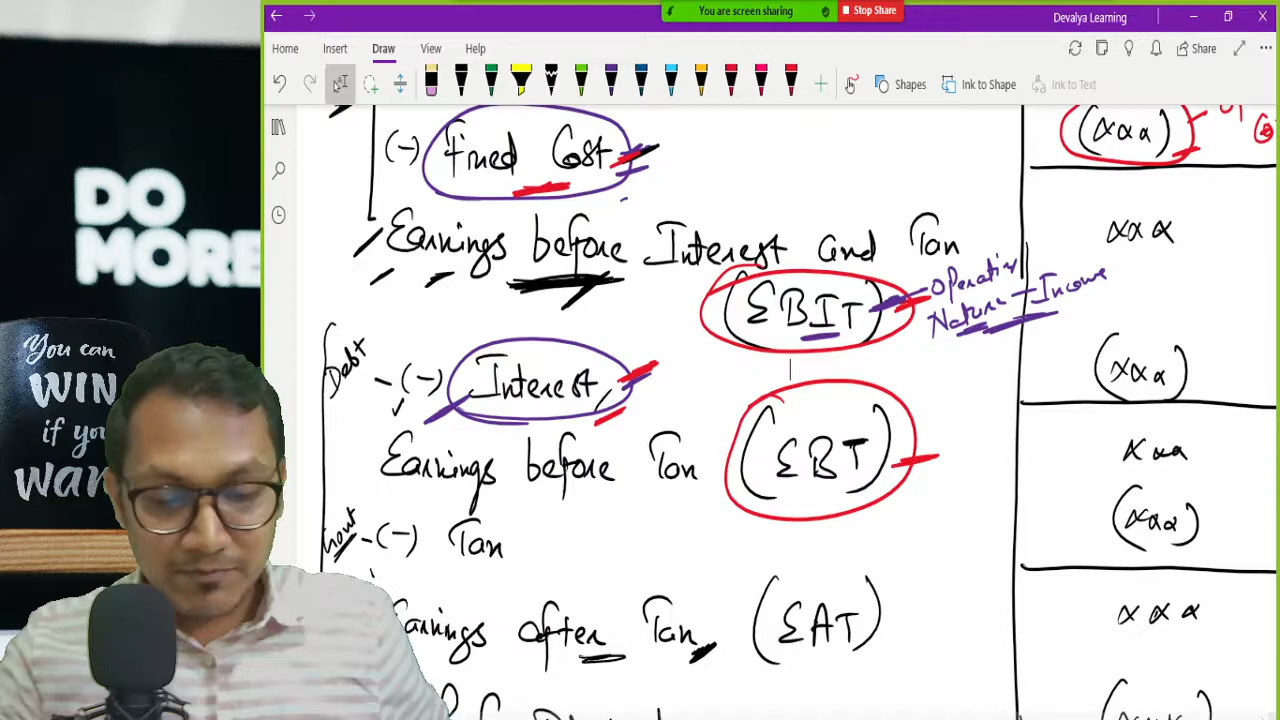 You are screen sharing
Stop Share
Devalya Learning
Home Insert Draw View Help
Share
Shapes
Ink to Shape
Ink to Text
DO
MORE
You can
WIN
if you
want
(-) Fixed Cost
(xxx)
Earnings before Interest and Tax
xxx
(EBIT)
Operating
Nature - Income
Debt
- (-) Interest
(xxx)
Earnings before Tax (EBT)
xxx
Govt - (-) Tax
(xxx)
Earnings after Tax (EAT)
xxx